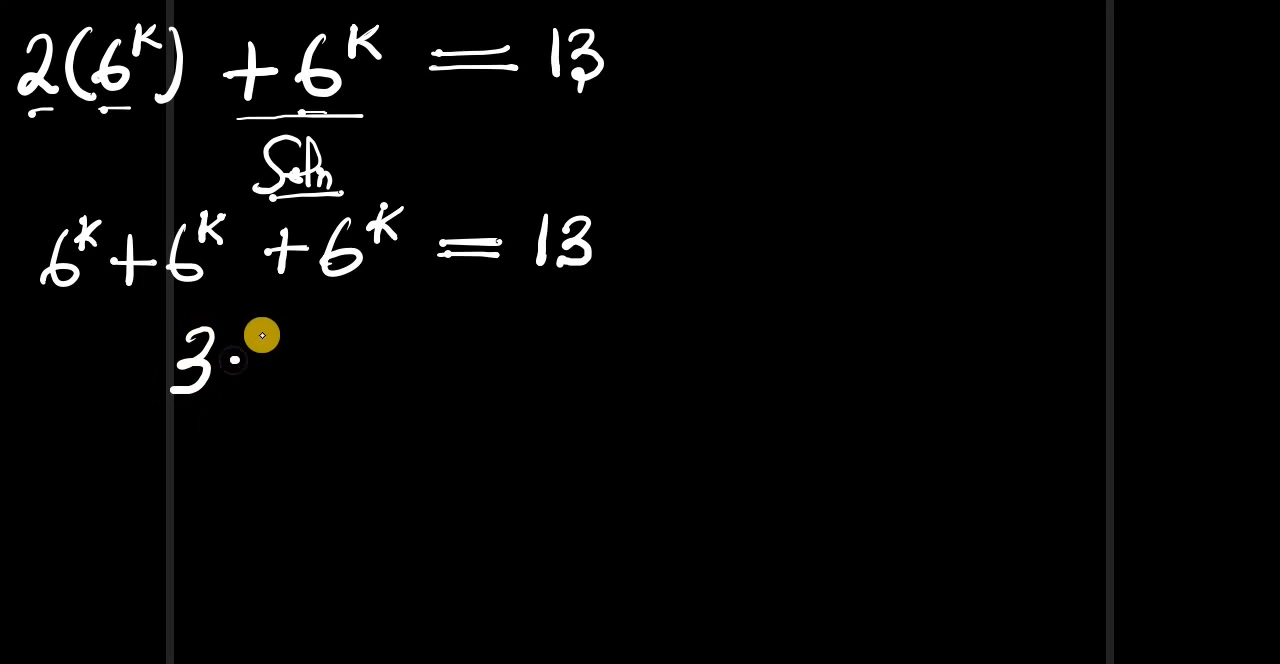 2(6^K) + 6^K = 13
Soln
6^K + 6^K + 6^K = 13
3 ·